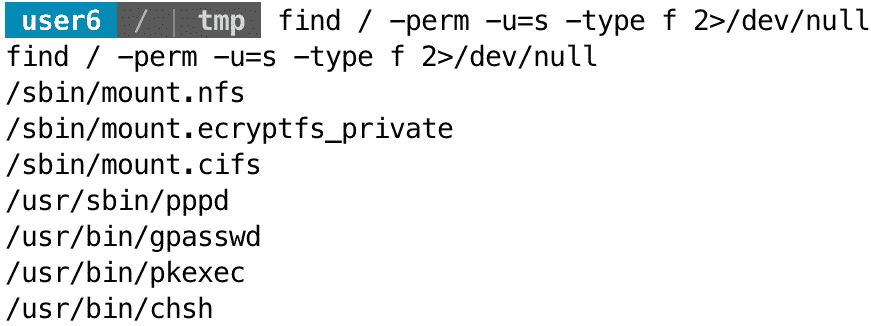 user6 / | tmp find / -perm -u=s -type f 2>/dev/null
find / -perm -u=s -type f 2>/dev/null
/sbin/mount.nfs
/sbin/mount.ecryptfs_private
/sbin/mount.cifs
/usr/sbin/pppd
/usr/bin/gpasswd
/usr/bin/pkexec
/usr/bin/chsh